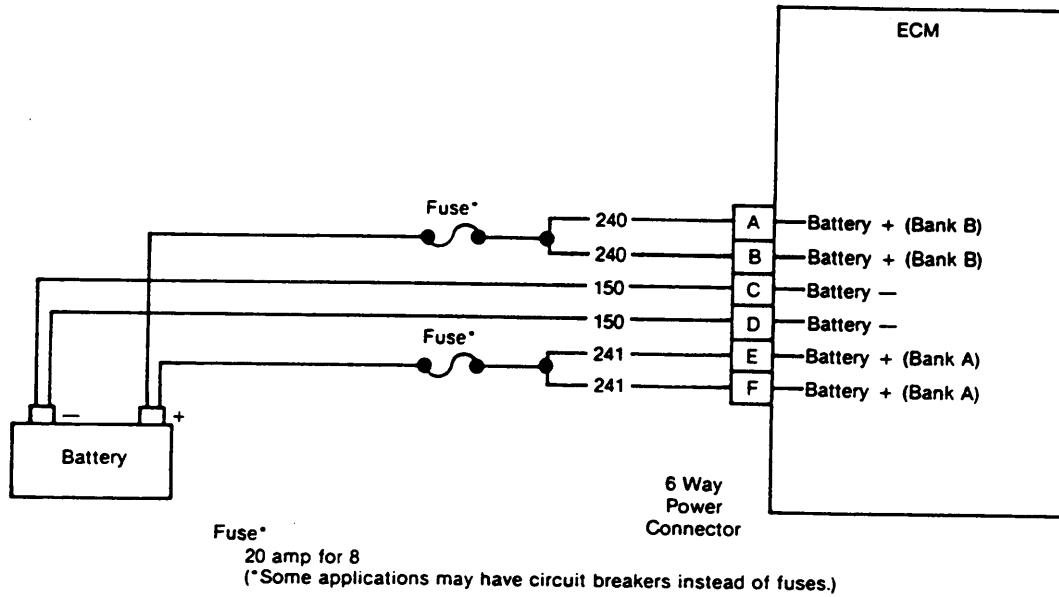 ECM
Fuse*
240 A Battery + (Bank B)
240 B Battery + (Bank B)
150 C Battery —
150 D Battery —
Fuse*
241 E Battery + (Bank A)
241 F Battery + (Bank A)
— +
Battery
6 Way
Power
Connector
Fuse*
20 amp for 8
(*Some applications may have circuit breakers instead of fuses.)